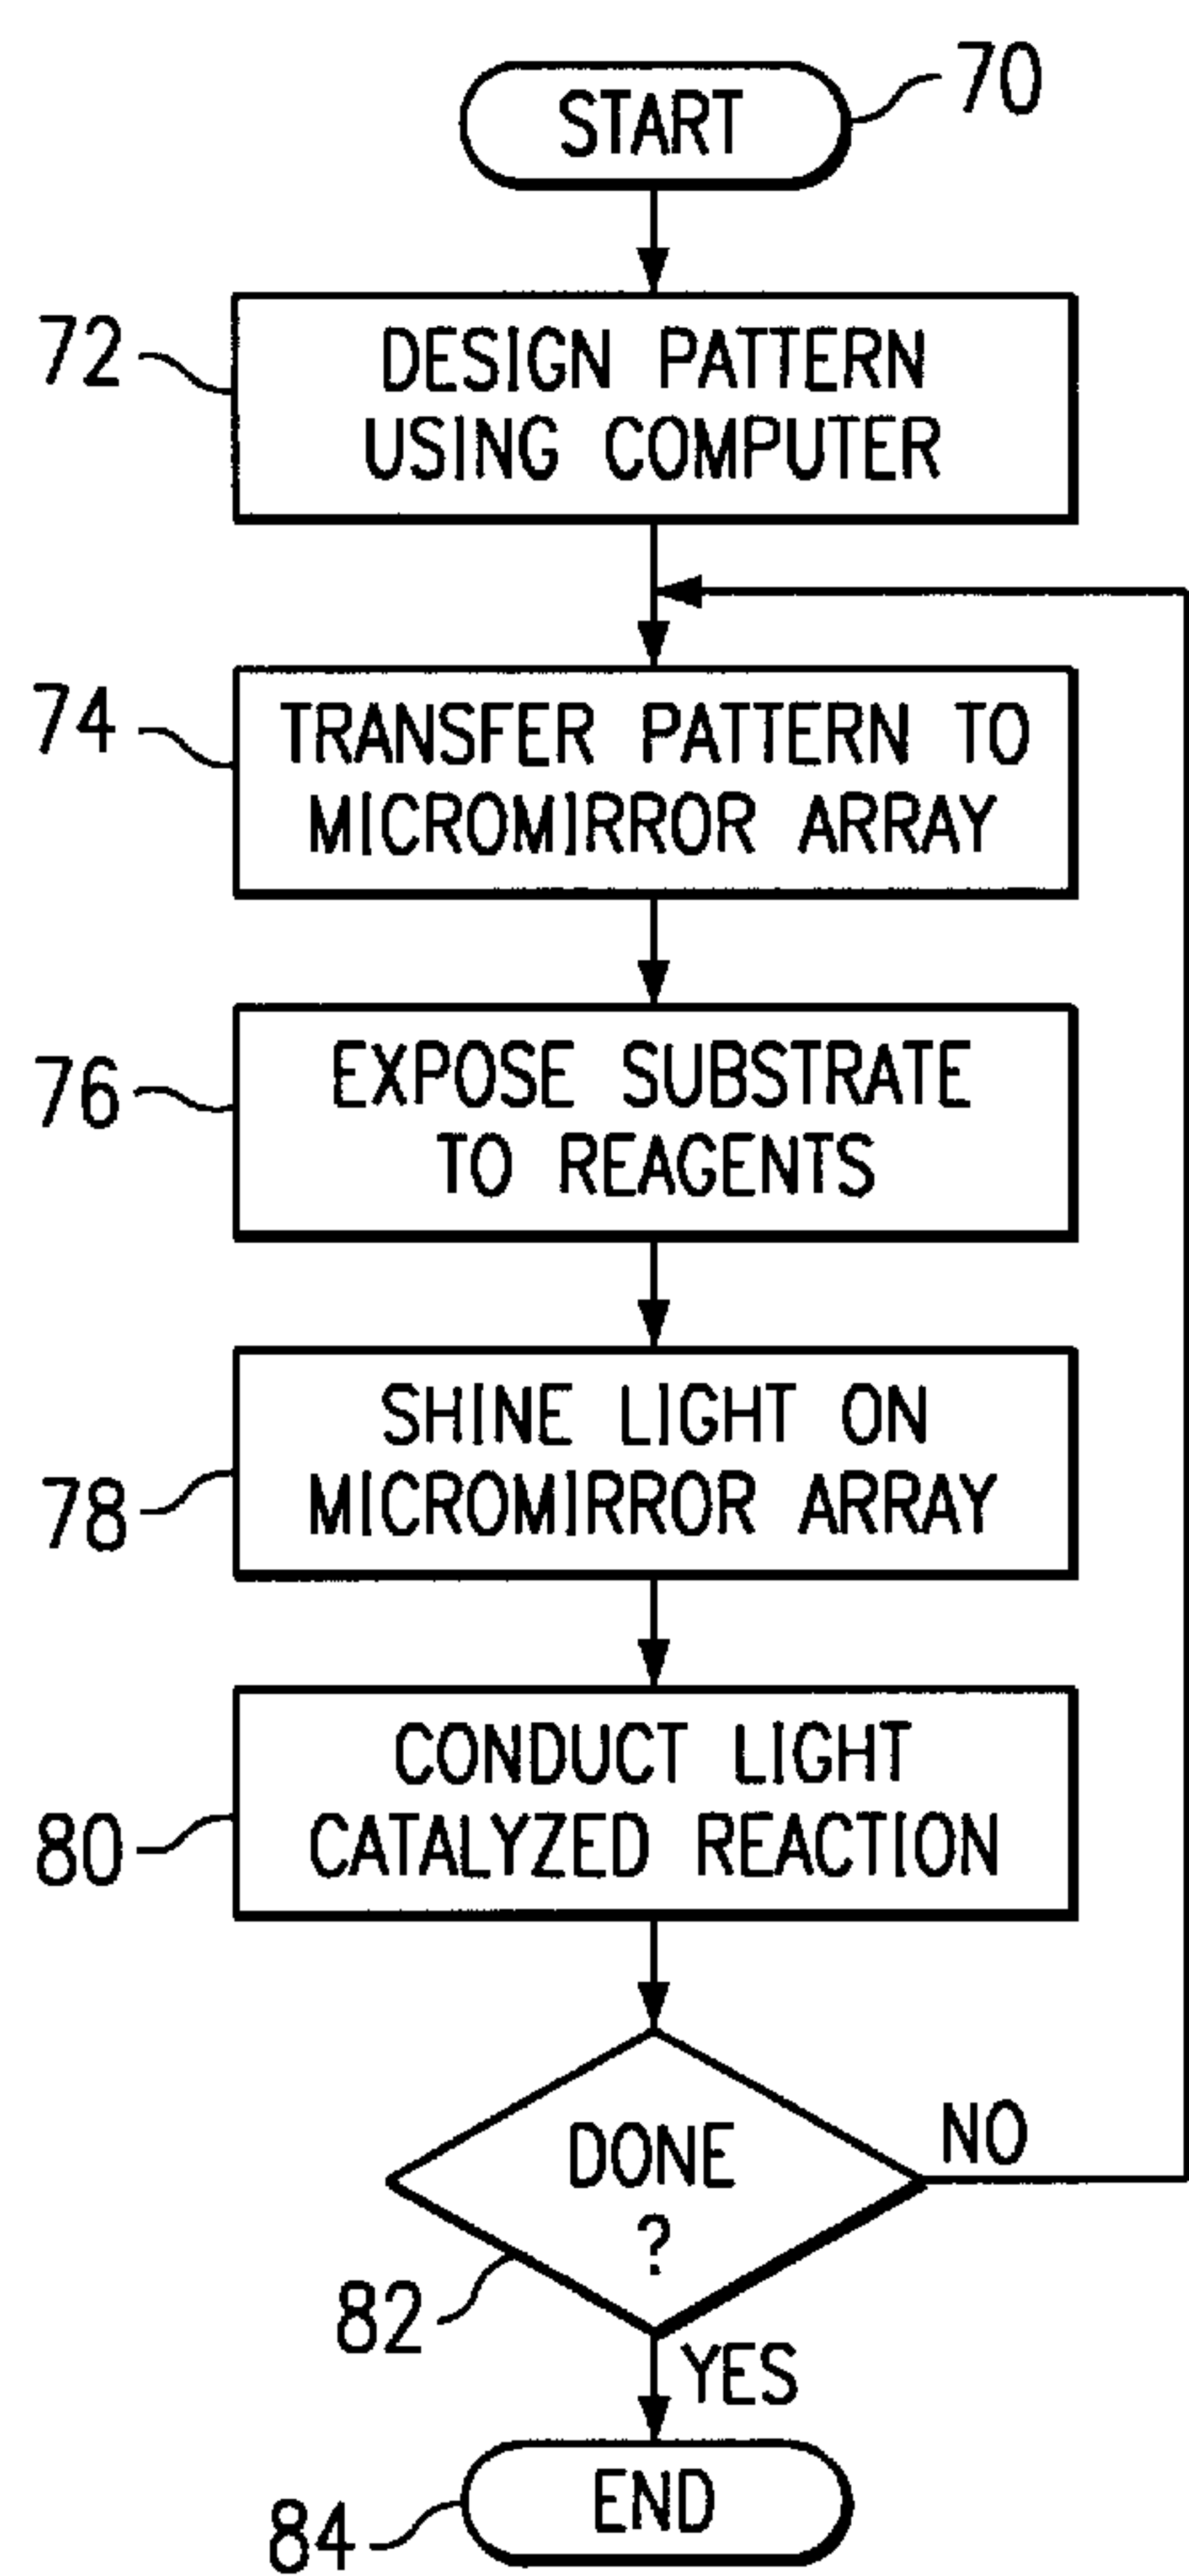 START
70
72
DESIGN PATTERN
USING COMPUTER
74
TRANSFER PATTERN TO
MICROMIRROR ARRAY
76
EXPOSE SUBSTRATE
TO REAGENTS
78
SHINE LIGHT ON
MICROMIRROR ARRAY
80
CONDUCT LIGHT
CATALYZED REACTION
DONE
?
NO
82
YES
END
84